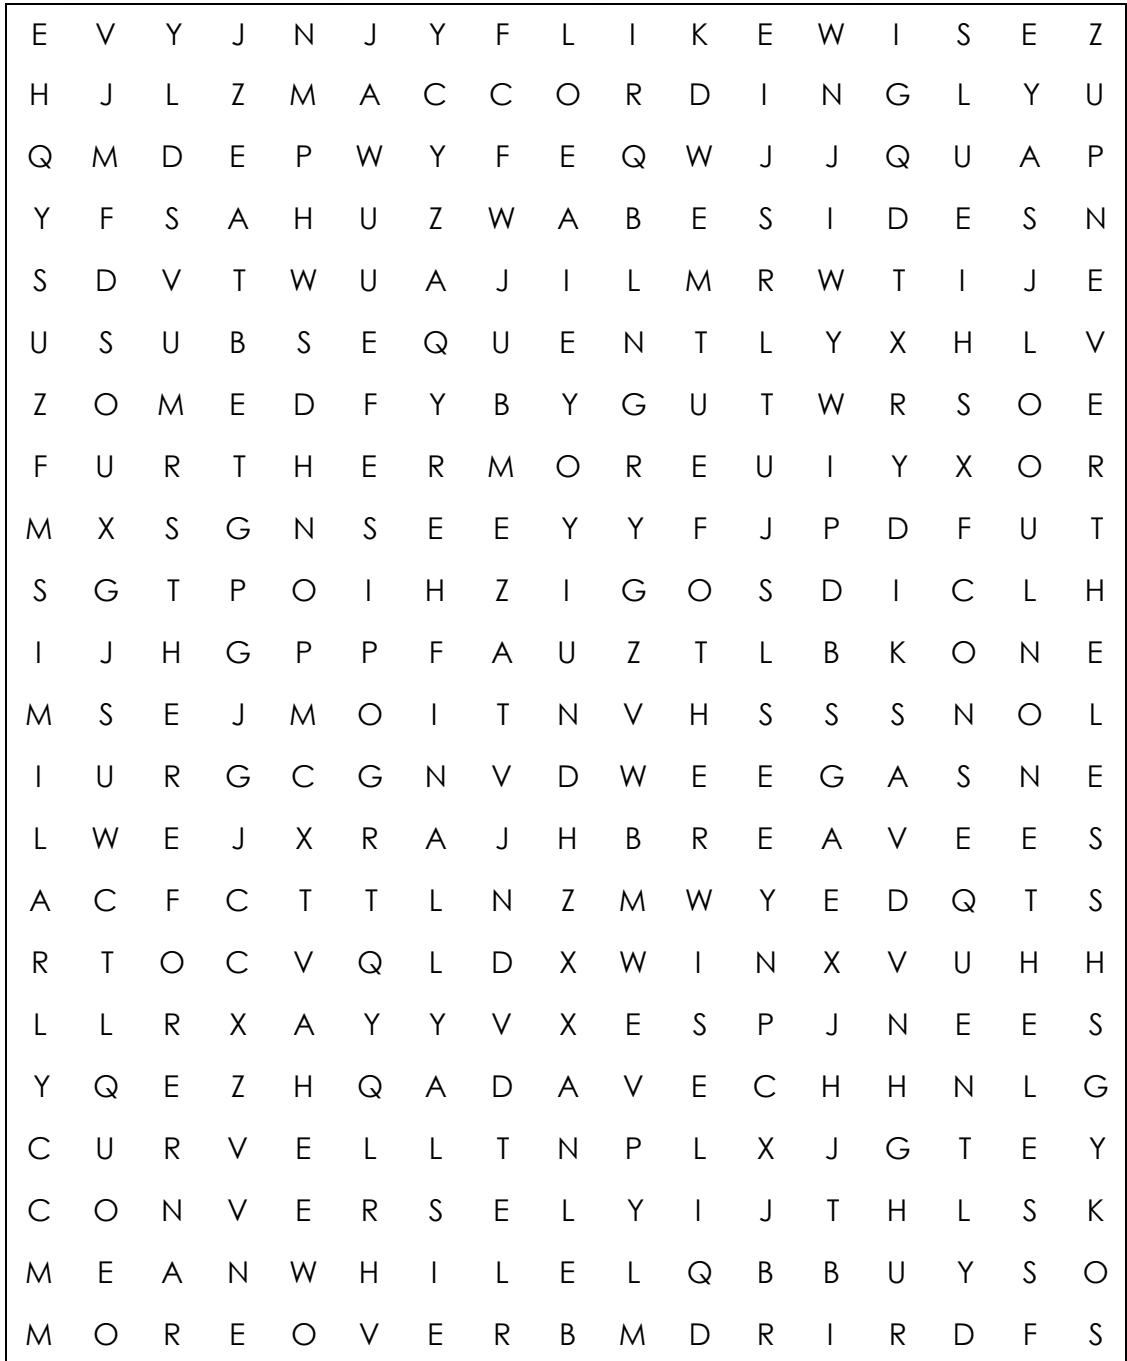 E V Y J N J Y F L I K E W I S E Z
H J L Z M A C C O R D I N G L Y U
Q M D E P W Y F E Q W J J Q U A P
Y F S A H U Z W A B E S I D E S N
S D V T W U A J I L M R W T I J E
U S U B S E Q U E N T L Y X H L V
Z O M E D F Y B Y G U T W R S O E
F U R T H E R M O R E U I Y X O R
M X S G N S E E Y Y F J P D F U T
S G T P O I H Z I G O S D I C L H
I J H G P P F A U Z T L B K O N E
M S E J M O I T N V H S S S N O L
I U R G C G N V D W E E G A S N E
L W E J X R A J H B R E A V E E S
A C F C T T L N Z M W Y E D Q T S
R T O C V Q L D X W I N X V U H H
L L R X A Y Y V X E S P J N E E S
Y Q E Z H Q A D A V E C H H N L G
C U R V E L L T N P L X J G T E Y
C O N V E R S E L Y I J T H L S K
M E A N W H I L E L Q B B U Y S O
M O R E O V E R B M D R I R D F S